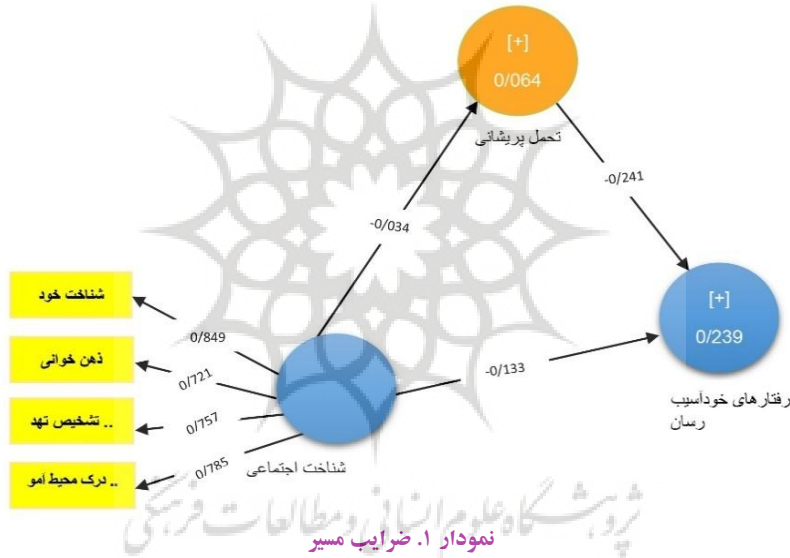 [+]
0/064
تحمل پریشانی
-0/241
-0/034
[+]
0/239
رفتارهای خودآسیب
رسان
-0/133
شناخت خود
0/849
ذهن خوانی
0/721
تشخیص تهد ..
0/757
درک محیط آمو ..
0/785
شناخت اجتماعی
پژوهشگاه علوم انسانی و مطالعات فرهنگی
نمودار ۱. ضرایب مسیر